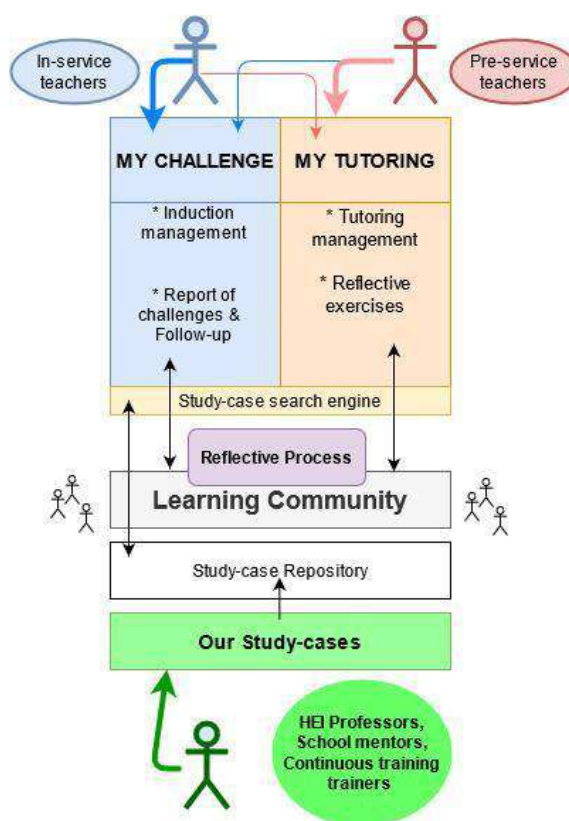 In-service
teachers
Pre-service
teachers
MY CHALLENGE
MY TUTORING
* Induction
management
* Report of
challenges &
Follow-up
* Tutoring
management
* Reflective
exercises
Study-case search engine
Reflective Process
Learning Community
Study-case Repository
Our Study-cases
HEI Professors,
School mentors,
Continuous training
trainers